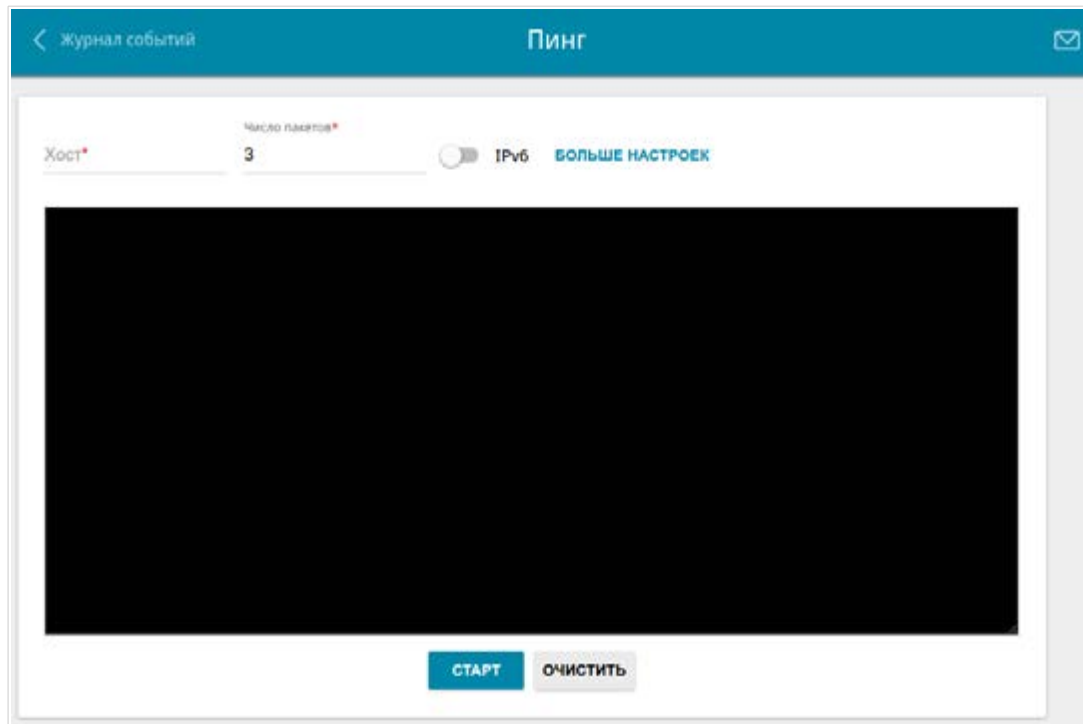 Журнал событий
Пинг
Число пакетов*
Хост*
3
IPv6
БОЛЬШЕ НАСТРОЕК
СТАРТ
ОЧИСТИТЬ